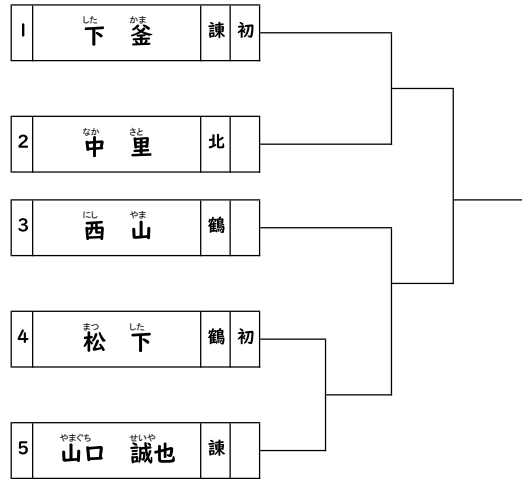 した かま
1 下 釜 諫 初
なか さと
2 中 里 北
にし やま
3 西 山 鶴
まつ した
4 松 下 鶴 初
やまぐち せいや
5 山口 誠也 諫